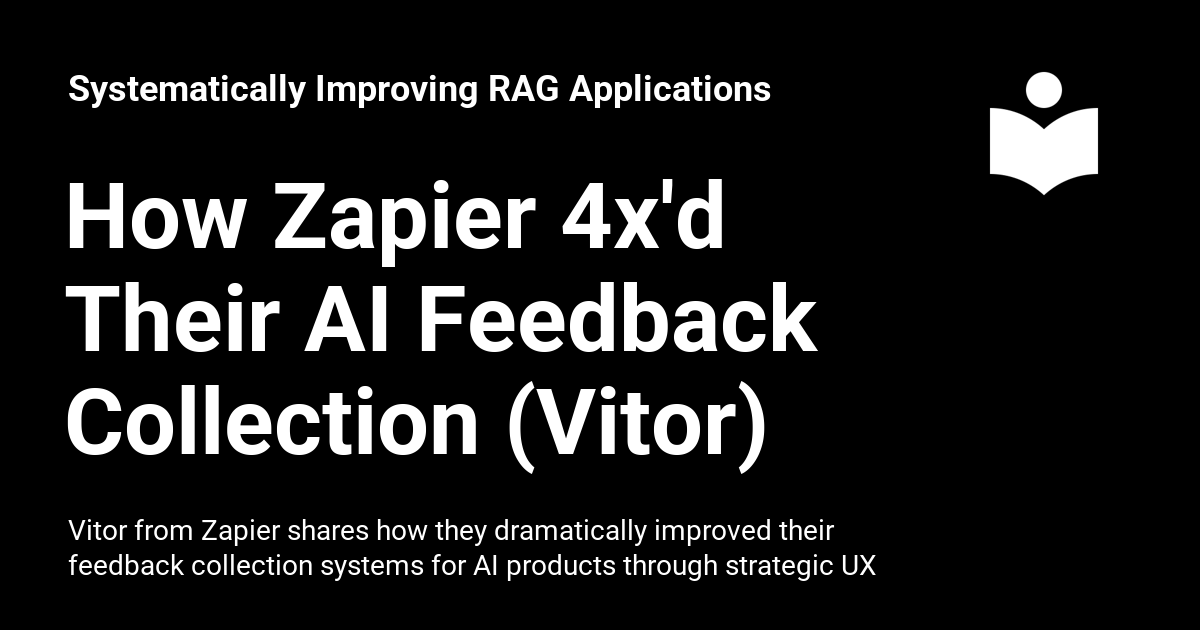 Systematically Improving RAG Applications
How Zapier 4x'd
Their AI Feedback
Collection (Vitor)
Vitor from Zapier shares how they dramatically improved their
feedback collection systems for AI products through strategic UX